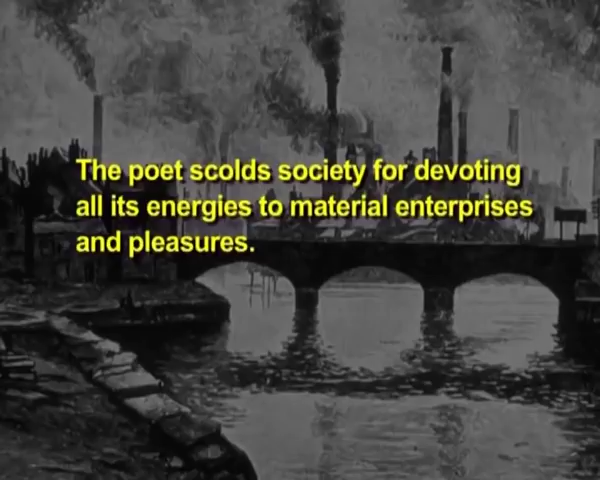 The poet scolds society for devoting
all its energies to material enterprises
and pleasures.